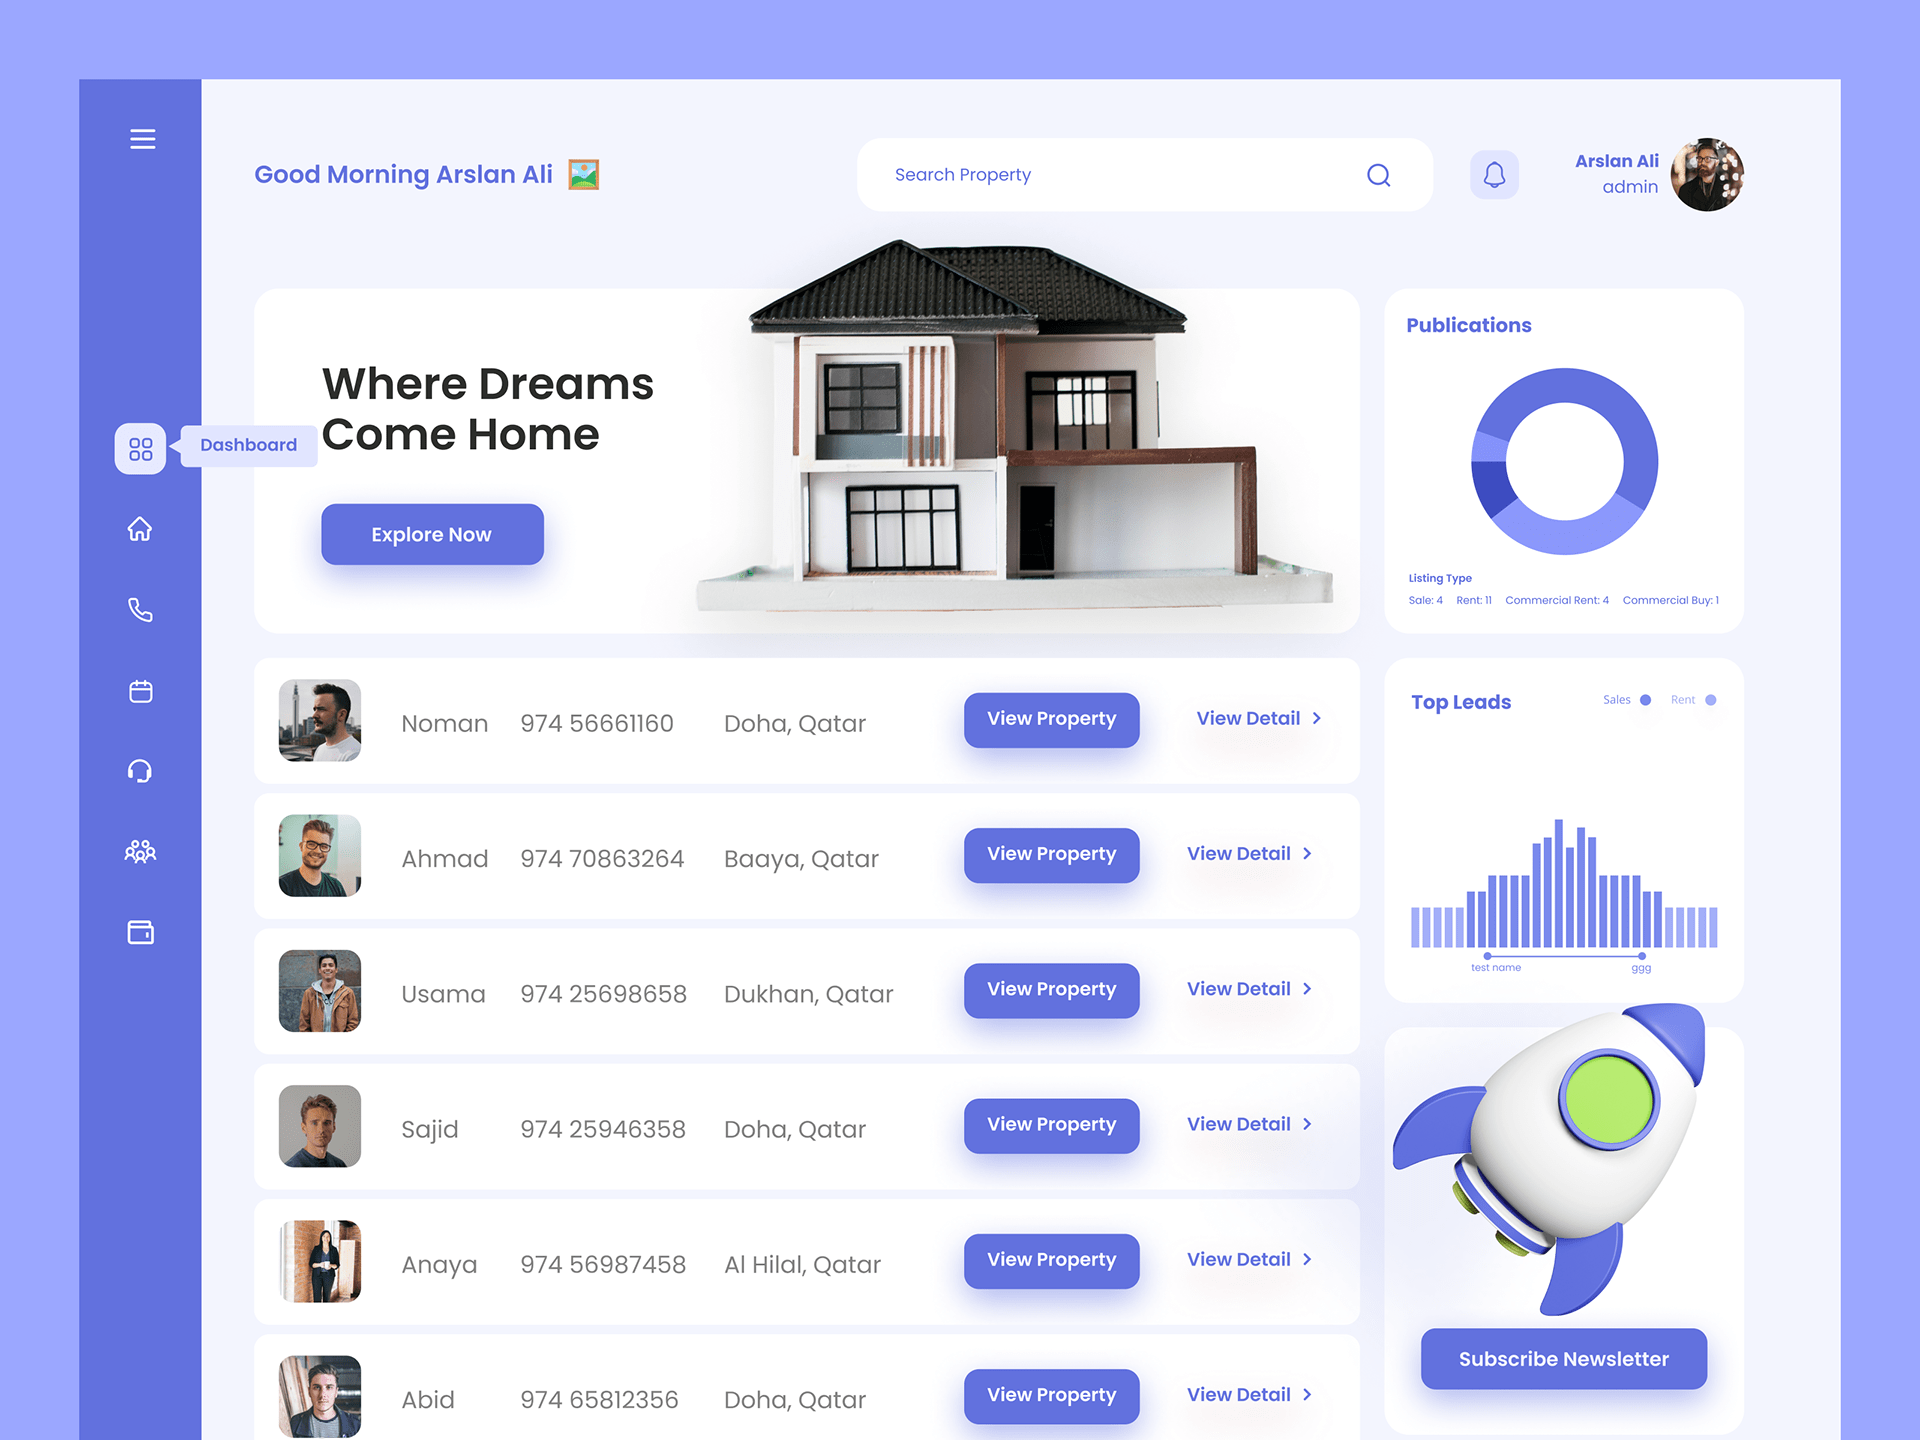 Good Morning Arslan Ali
Search Property
Arslan Ali
admin
Where Dreams
Come Home
Dashboard
Explore Now
Publications
Listing Type
Sale: 4 Rent: 11 Commercial Rent: 4 Commercial Buy: 1
Noman 974 56661160 Doha, Qatar View Property View Detail
Ahmad 974 70863264 Baaya, Qatar View Property View Detail
Usama 974 25698658 Dukhan, Qatar View Property View Detail
Sajid 974 25946358 Doha, Qatar View Property View Detail
Anaya 974 56987458 Al Hilal, Qatar View Property View Detail
Abid 974 65812356 Doha, Qatar View Property View Detail
Top Leads Sales Rent
test name ggg
Subscribe Newsletter